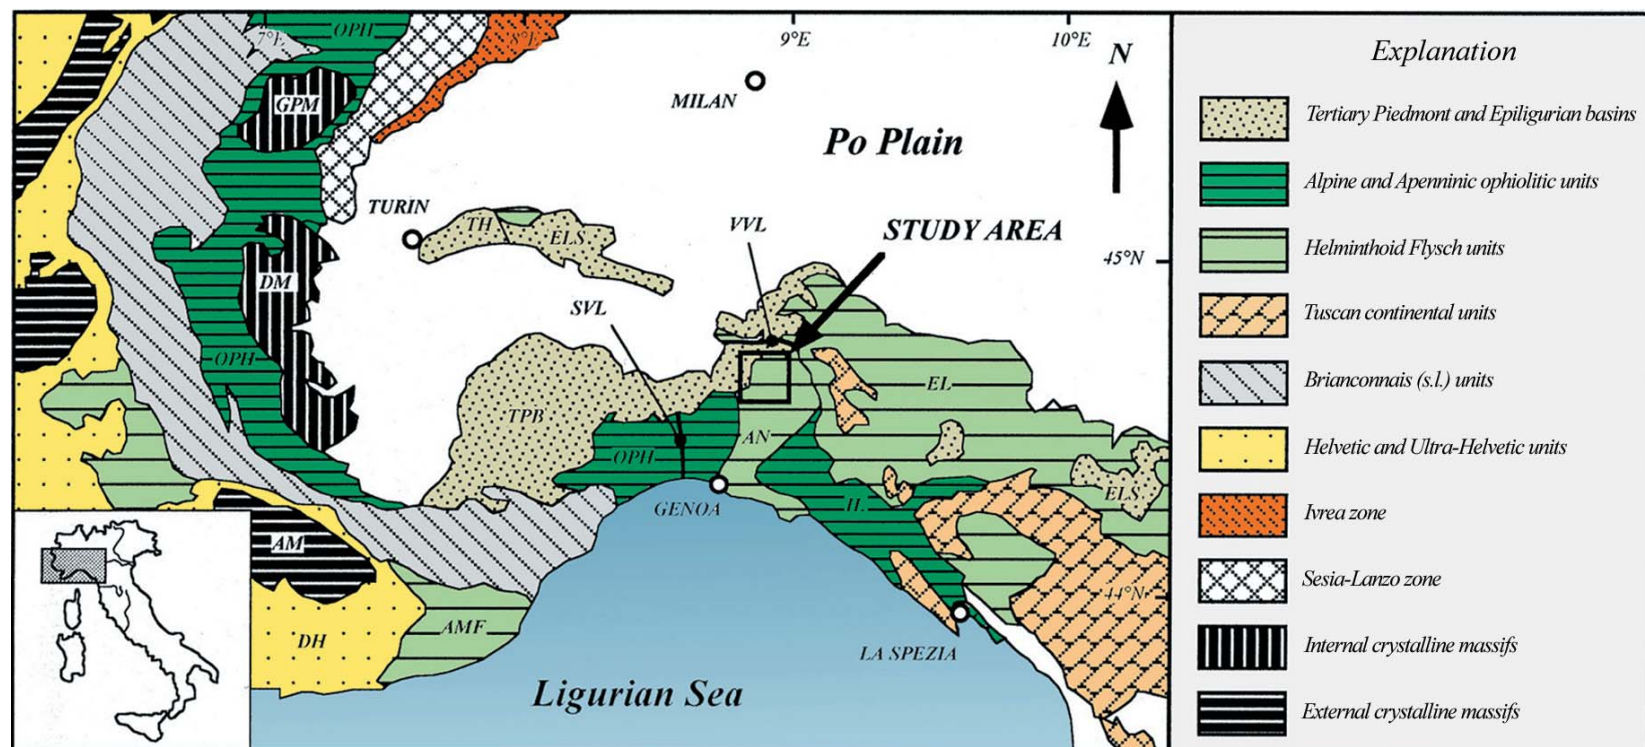 7°E
OPH
8°E
9°E
10°E
N
GPM
MILAN
Po Plain
TURIN
TH
ELS
VVL
STUDY AREA
45°N
DM
SVL
OPH
EL
TPB
AN
OPH
ELS
GENOA
IL
AM
44°N
DH
AMF
LA SPEZIA
Ligurian Sea
Explanation
Tertiary Piedmont and Epiligurian basins
Alpine and Apenninic ophiolitic units
Helminthoid Flysch units
Tuscan continental units
Brianconnais (s.l.) units
Helvetic and Ultra-Helvetic units
Ivrea zone
Sesia-Lanzo zone
Internal crystalline massifs
External crystalline massifs